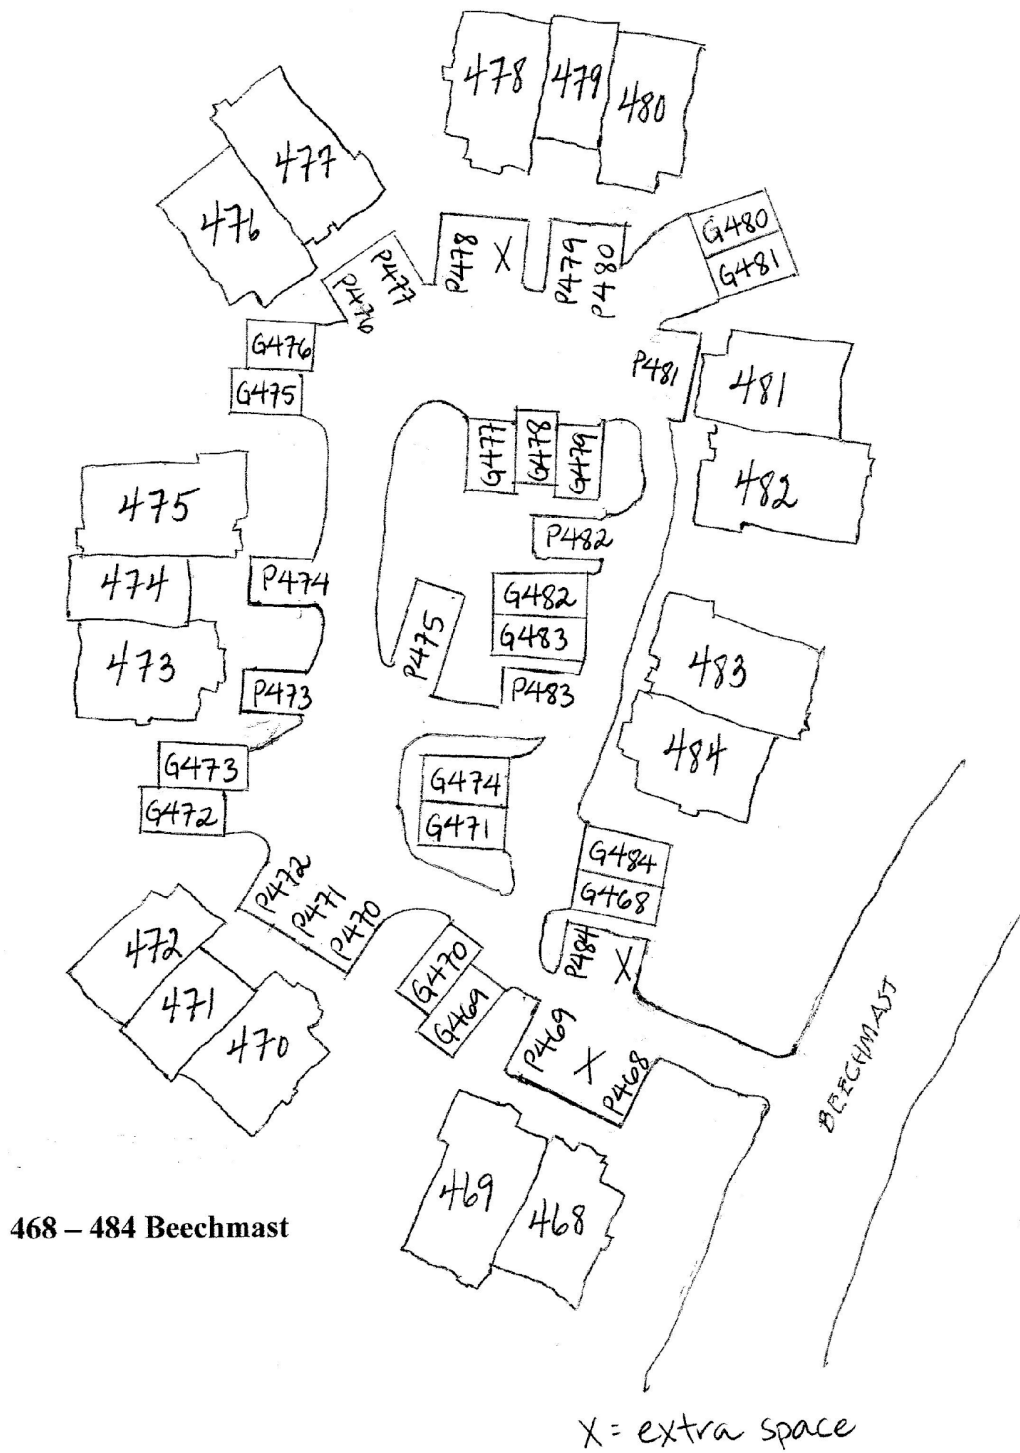 478
479
480
477
476
G480
G481
P478
X
P479
P480
P477
P476
G476
G475
P481
481
482
G477
G478
G479
475
474
473
P474
P482
G482
G483
P475
P483
P473
483
484
G473
G472
G474
G471
G484
G468
P472
P471
P470
472
471
470
G470
G469
P484
X
P469
X
P468
BEECHMAST
469
468
468 – 484 Beechmast
X = extra space